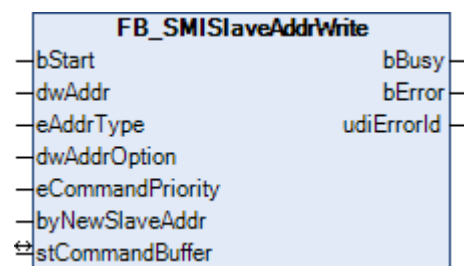 FB_SMISlaveAddrWrite
bStart bBusy
dwAddr bError
eAddrType udiErrorId
dwAddrOption
eCommandPriority
byNewSlaveAddr
stCommandBuffer